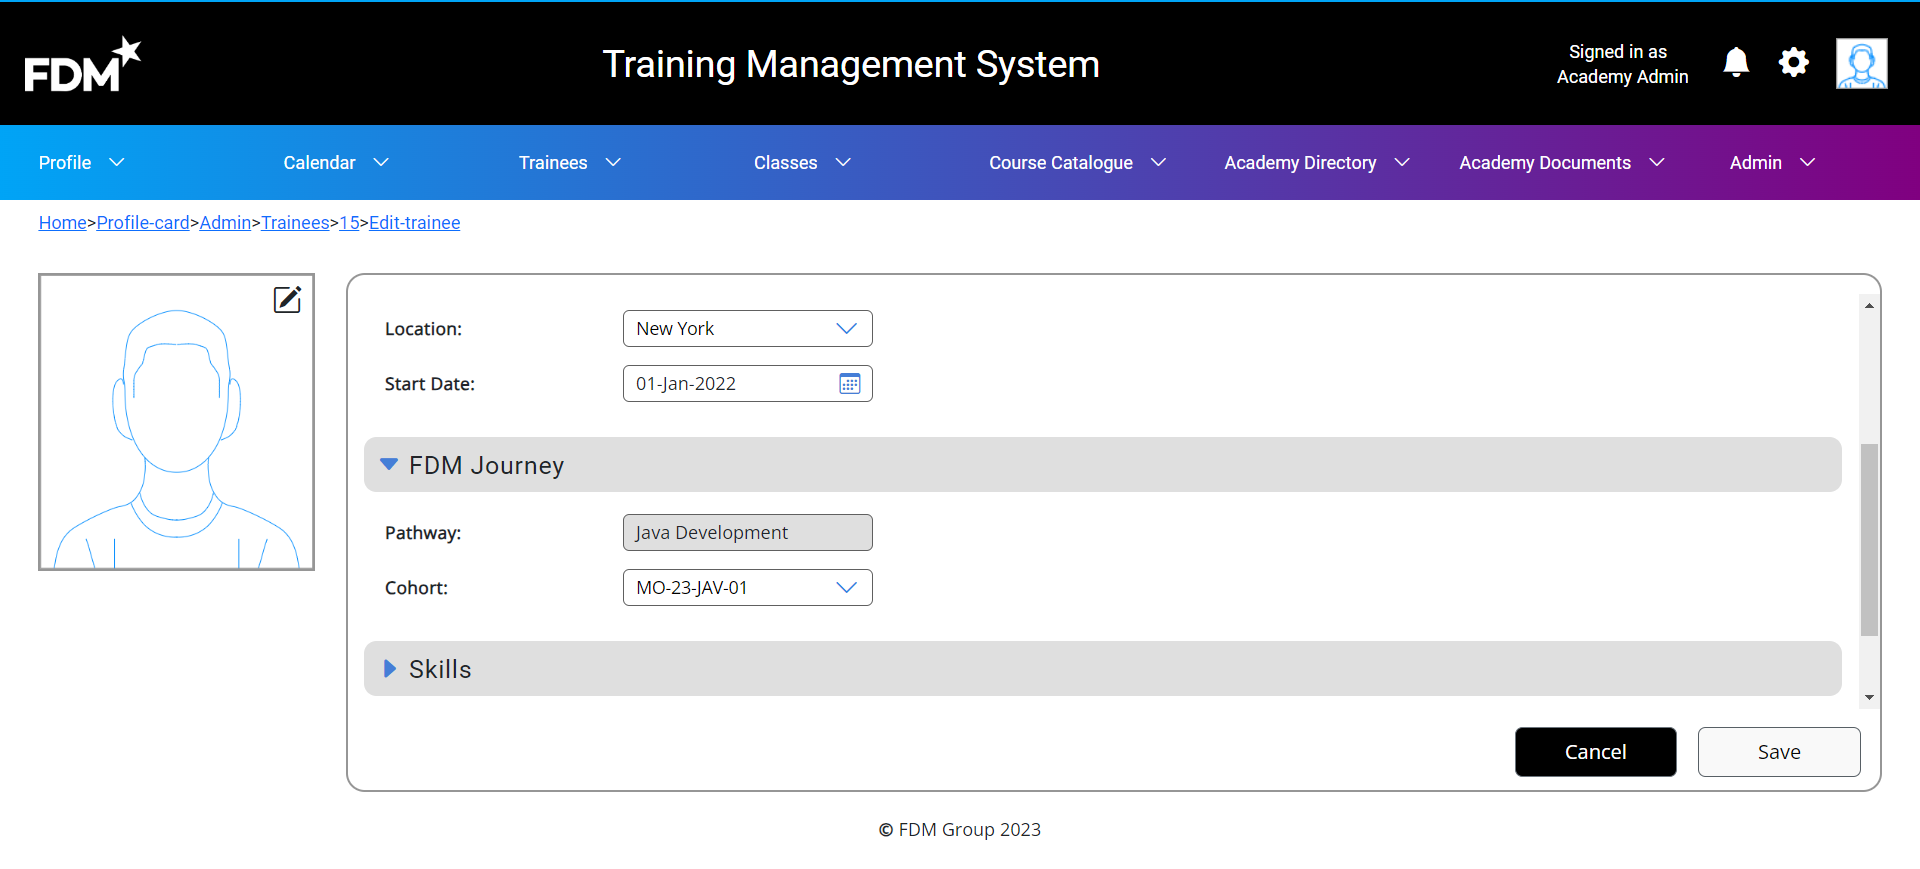 FDM
Training Management System
Signed in as
Academy Admin
Profile
Calendar
Trainees
Classes
Course Catalogue
Academy Directory
Academy Documents
Admin
Home>Profile-card>Admin>Trainees>15>Edit-trainee
Location: New York
Start Date: 01-Jan-2022
FDM Journey
Pathway: Java Development
Cohort: MO-23-JAV-01
Skills
Cancel
Save
© FDM Group 2023